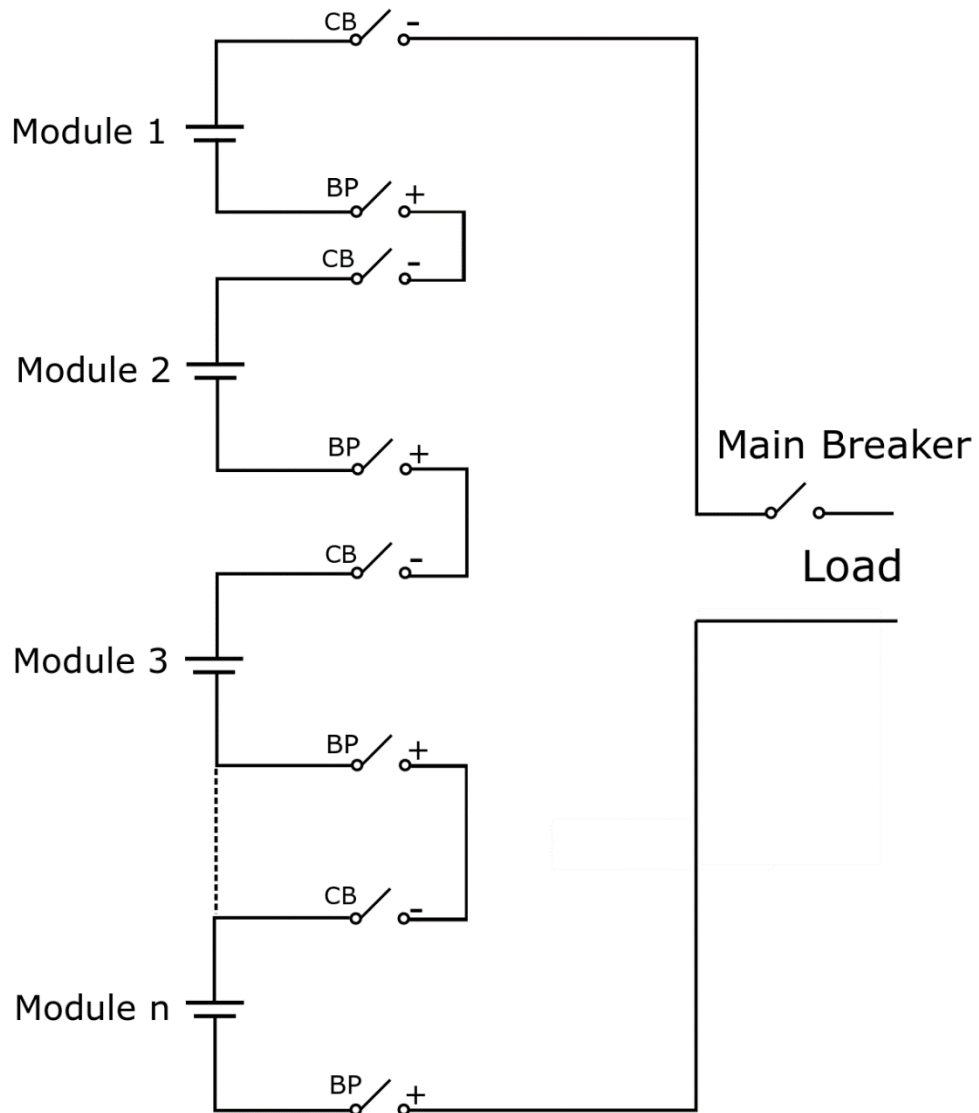 CB -
Module 1
BP +
CB -
Module 2
BP +
Main Breaker
CB -
Load
Module 3
BP +
CB -
Module n
BP +